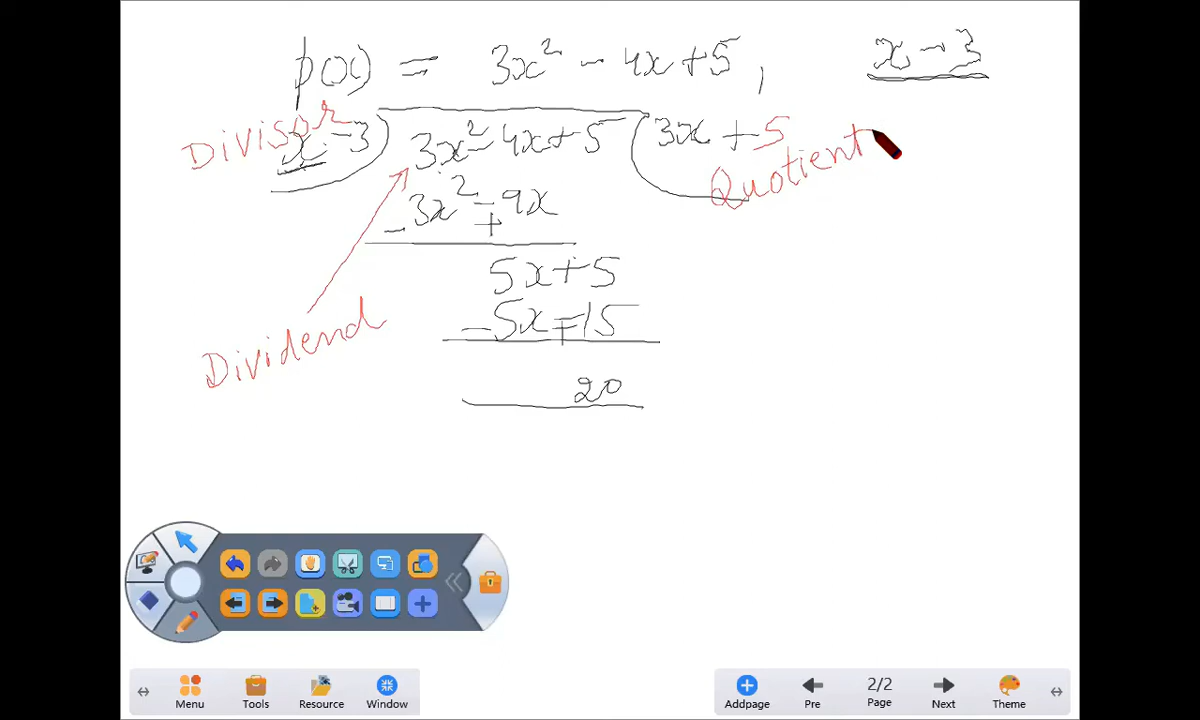 p(x) = 3x² - 4x + 5, x - 3
Divisor
x - 3) 3x² - 4x + 5 (3x + 5
Quotient
- 3x² - 9x
+
5x + 5
- 5x - 15
+
Dividend
20
Menu Tools Resource Window Addpage Pre 2/2 Page Next Theme